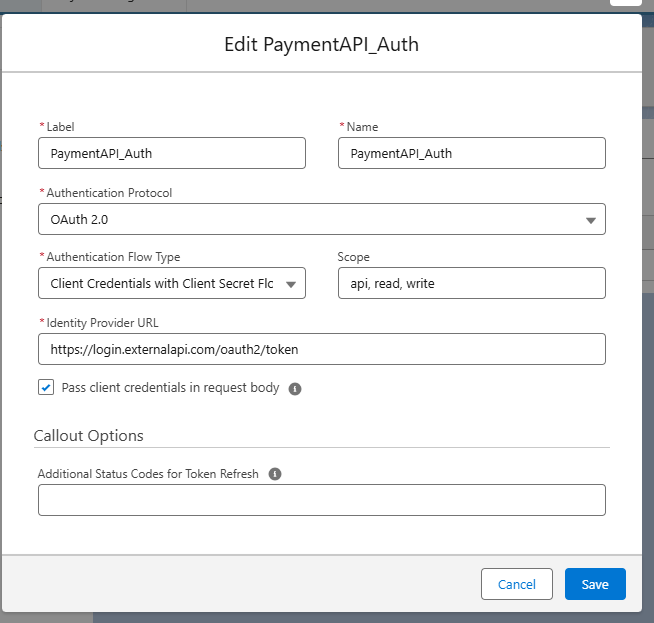 Edit PaymentAPI_Auth
*Label
*Name
PaymentAPI_Auth
PaymentAPI_Auth
*Authentication Protocol
OAuth 2.0
*Authentication Flow Type
Scope
Client Credentials with Client Secret Flc
api, read, write
*Identity Provider URL
https://login.externalapi.com/oauth2/token
Pass client credentials in request body
Callout Options
Additional Status Codes for Token Refresh
Cancel
Save